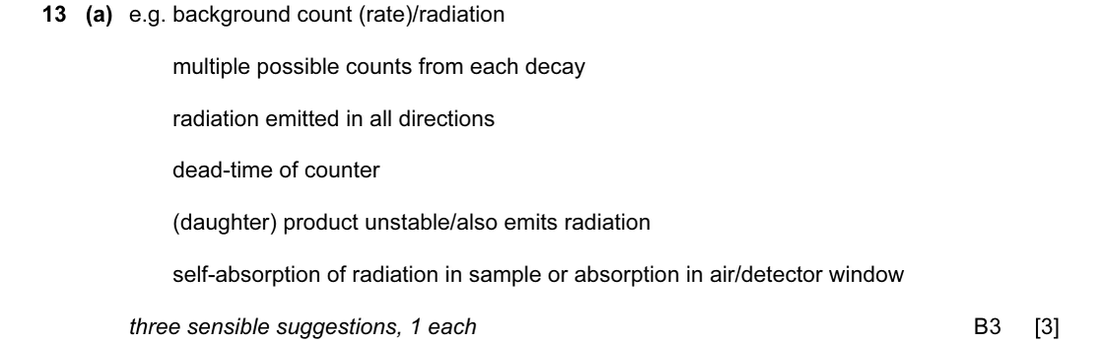 13 (a) e.g. background count (rate)/radiation
multiple possible counts from each decay
radiation emitted in all directions
dead-time of counter
(daughter) product unstable/also emits radiation
self-absorption of radiation in sample or absorption in air/detector window
three sensible suggestions, 1 each B3 [3]